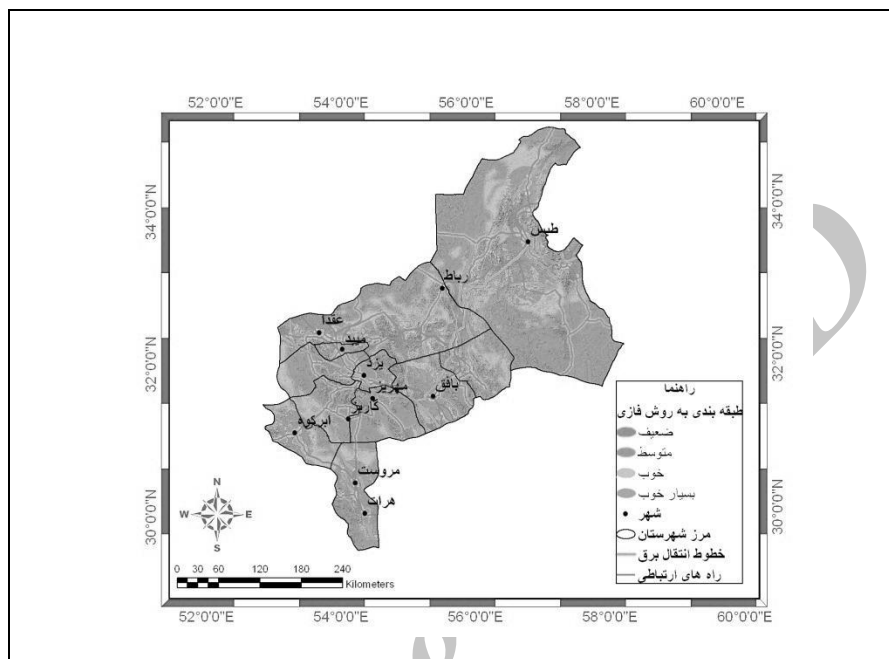 52°0'0"E 54°0'0"E 56°0'0"E 58°0'0"E 60°0'0"E
34°0'0"N
34°0'0"N
طبس
رباط
عقدا
میبد
32°0'0"N
32°0'0"N
یزد
مهریز
بافق
کاریز
ابرکوه
مروست
هرات
30°0'0"N
30°0'0"N
راهنما
طبقه بندی به روش فازی
ضعیف
متوسط
خوب
بسیار خوب
شهر
مرز شهرستان
خطوط انتقال برق
راه های ارتباطی
N
W E
S
0 30 60 120 180 240
Kilometers
52°0'0"E 54°0'0"E 56°0'0"E 58°0'0"E 60°0'0"E